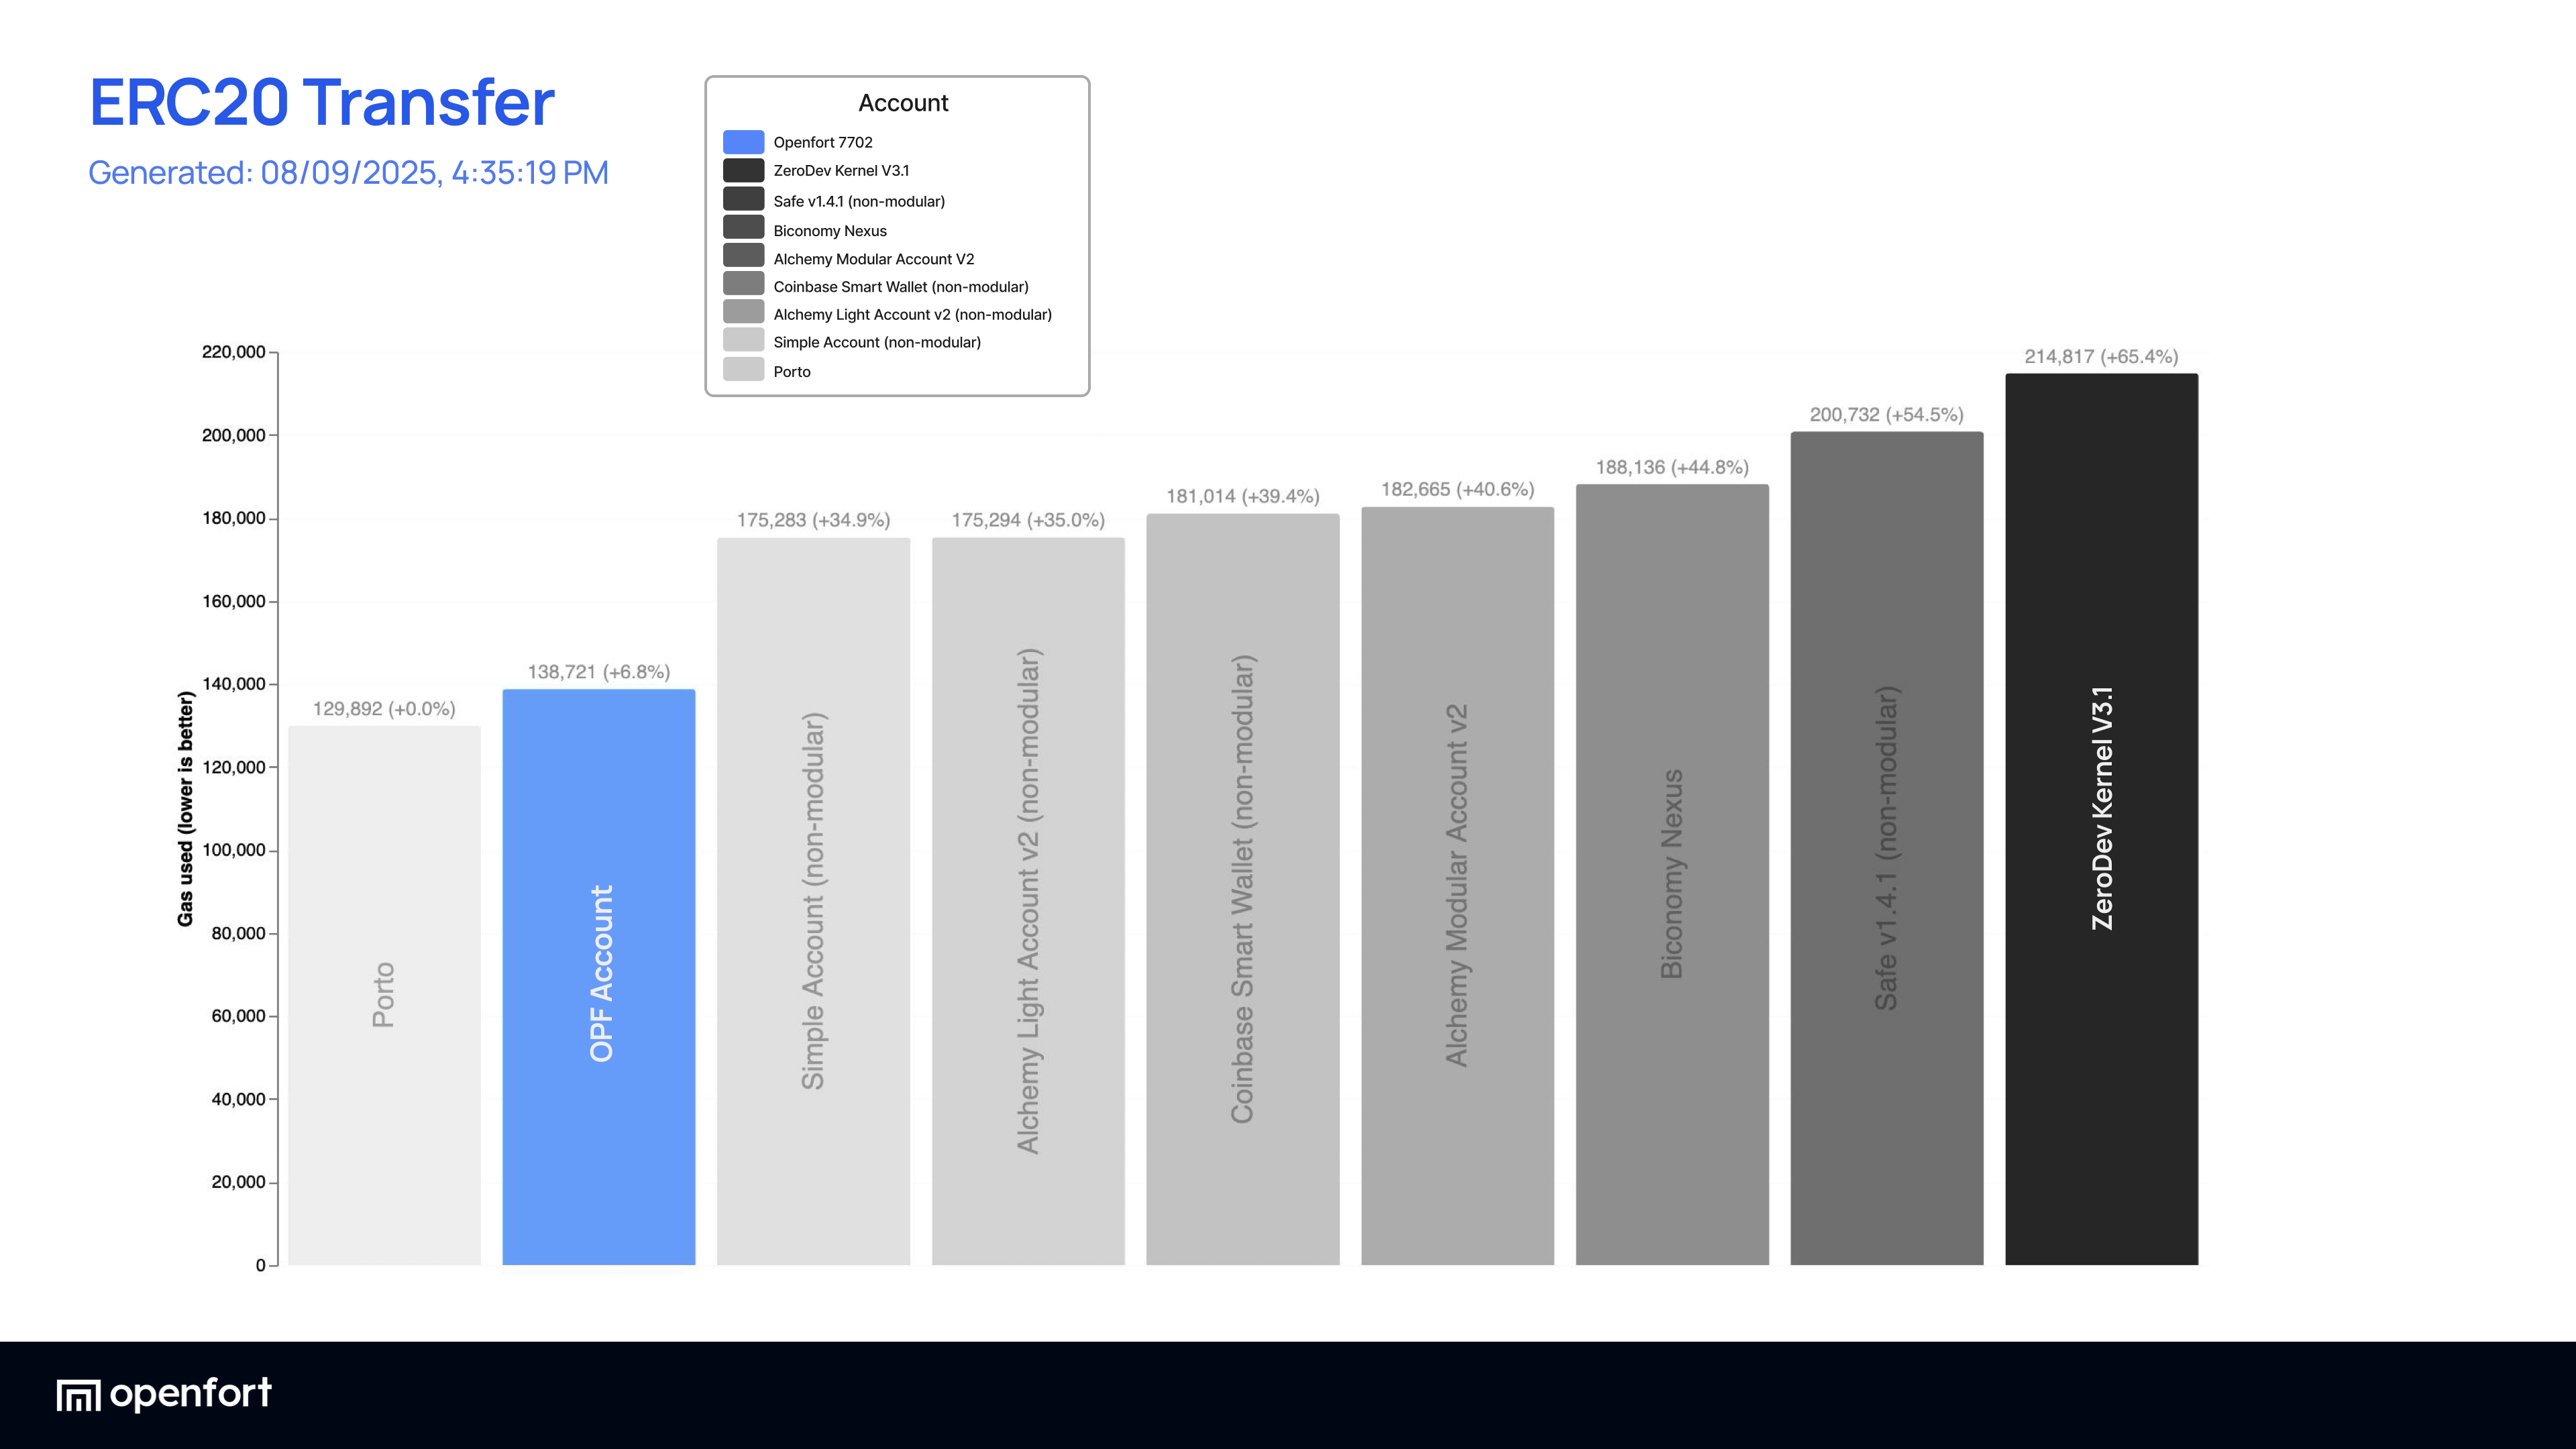 ERC20 Transfer
Generated: 08/09/2025, 4:35:19 PM
Account
Openfort 7702
ZeroDev Kernel V3.1
Safe v1.4.1 (non-modular)
Biconomy Nexus
Alchemy Modular Account V2
Coinbase Smart Wallet (non-modular)
Alchemy Light Account v2 (non-modular)
Simple Account (non-modular)
Porto
Gas used (lower is better)
220,000
200,000
180,000
160,000
140,000
120,000
100,000
80,000
60,000
40,000
20,000
0
129,892 (+0.0%)
Porto
138,721 (+6.8%)
OPF Account
175,283 (+34.9%)
Simple Account (non-modular)
175,294 (+35.0%)
Alchemy Light Account v2 (non-modular)
181,014 (+39.4%)
Coinbase Smart Wallet (non-modular)
182,665 (+40.6%)
Alchemy Modular Account v2
188,136 (+44.8%)
Biconomy Nexus
200,732 (+54.5%)
Safe v1.4.1 (non-modular)
214,817 (+65.4%)
ZeroDev Kernel V3.1
openfort